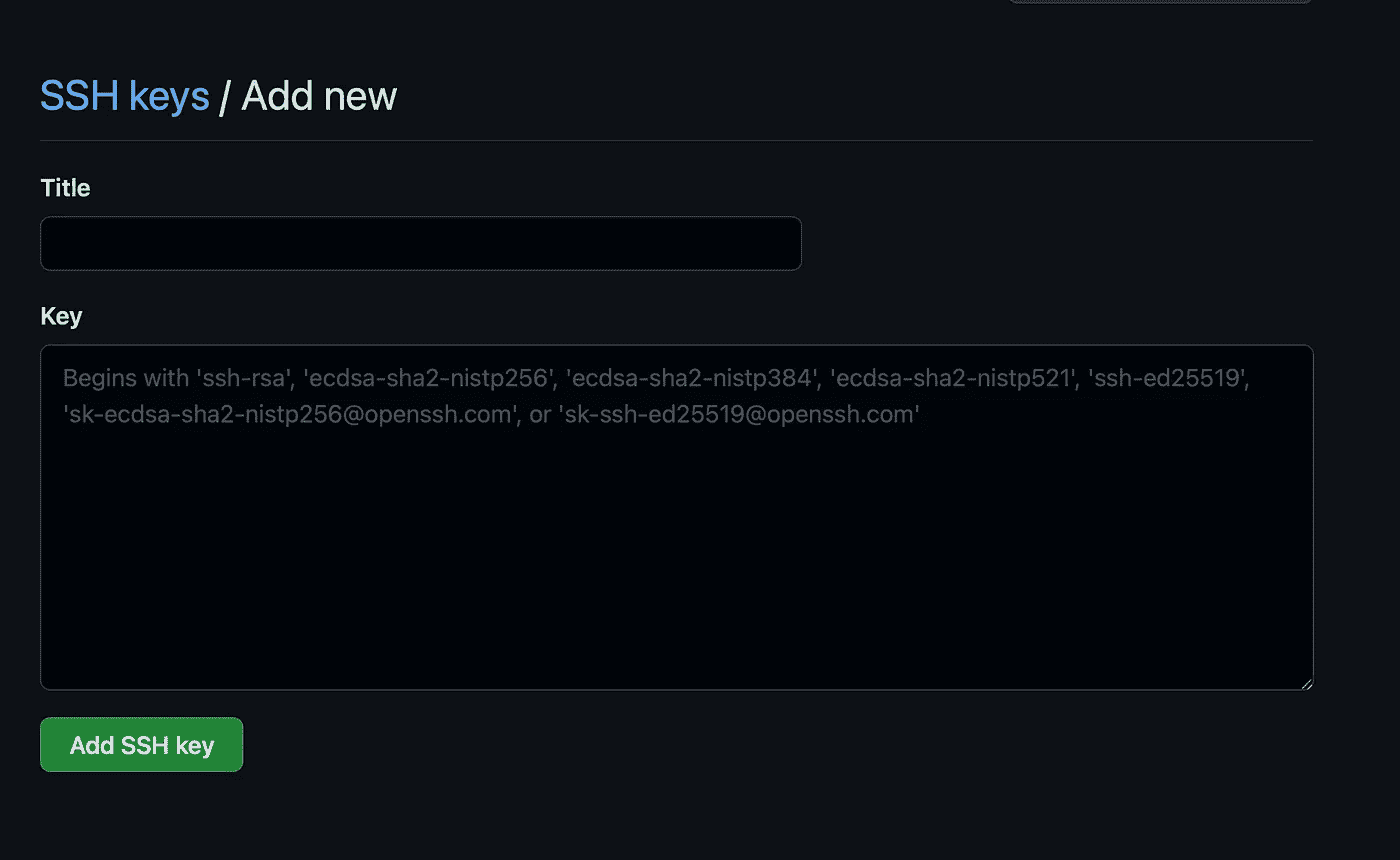 SSH keys / Add new
Title
Key
Begins with 'ssh-rsa', 'ecdsa-sha2-nistp256', 'ecdsa-sha2-nistp384', 'ecdsa-sha2-nistp521', 'ssh-ed25519',
'sk-ecdsa-sha2-nistp256@openssh.com', or 'sk-ssh-ed25519@openssh.com'
Add SSH key